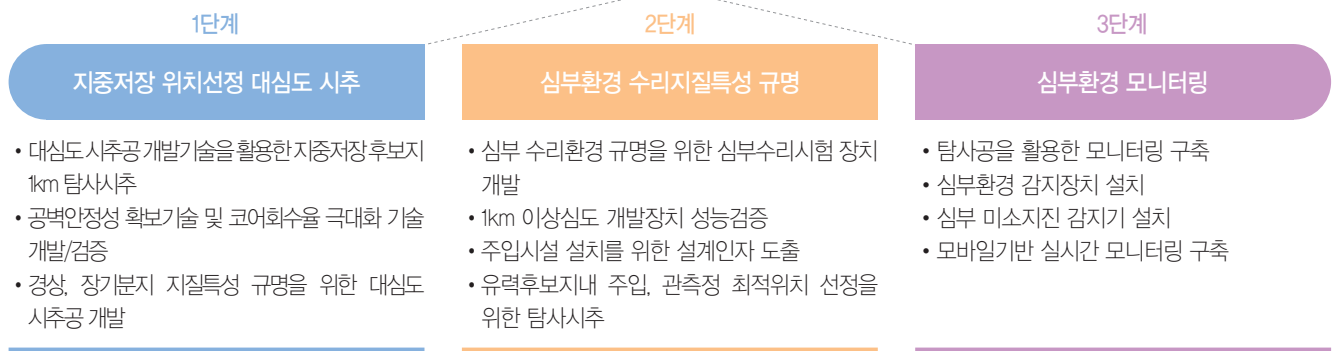 1단계
지중저장 위치선정 대심도 시추
• 대심도 시추공 개발기술을 활용한 지중저장 후보지
1km 탐사시추
• 공벽안정성 확보기술 및 코어회수율 극대화 기술
개발/검증
• 경상, 장기분지 지질특성 규명을 위한 대심도
시추공 개발
2단계
심부환경 수리지질특성 규명
• 심부 수리환경 규명을 위한 심부수리시험 장치
개발
• 1km 이상심도 개발장치 성능검증
• 주입시설 설치를 위한 설계인자 도출
• 유력후보지내 주입, 관측정 최적위치 선정을
위한 탐사시추
3단계
심부환경 모니터링
• 탐사공을 활용한 모니터링 구축
• 심부환경 감지장치 설치
• 심부 미소지진 감지기 설치
• 모바일기반 실시간 모니터링 구축